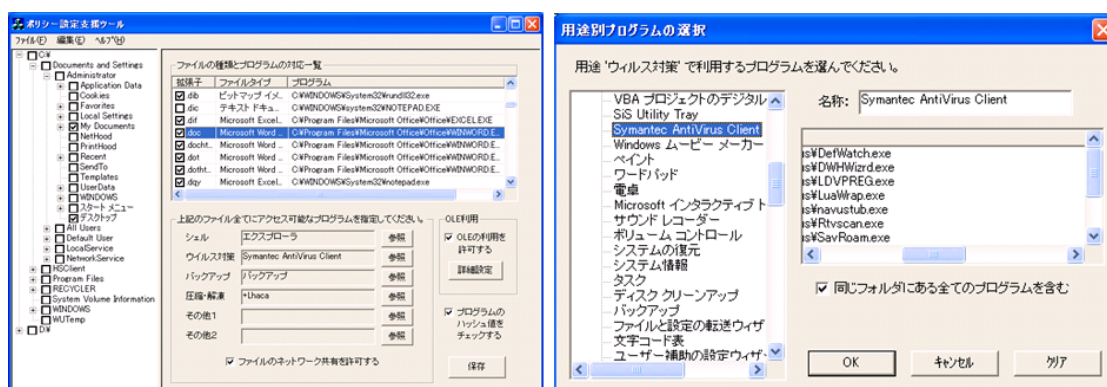 ポリシー設定支援ツール
ファイル(F) 編集(E) ヘルプ(H)
C:¥
Documents and Settings
Administrator
Application Data
Cookies
Favorites
Local Settings
My Documents
NetHood
PrintHood
Recent
SendTo
Templates
UserData
WINDOWS
スタート メニュー
デスクトップ
All Users
Default User
LocalService
NetworkService
HSClient
Program Files
RECYCLER
System Volume Information
WINDOWS
WUTemp
D:¥
ファイルの種類とプログラムの対応一覧
拡張子 ファイルタイプ プログラム
.dib ビットマップ イメ... C:¥WINDOWS¥System32¥rundll32.exe
.dic テキスト ドキュ... C:¥WINDOWS¥System32¥NOTEPAD.EXE
.dif Microsoft Excel... C:¥Program Files¥Microsoft Office¥Office¥EXCEL.EXE
.doc Microsoft Word ... C:¥Program Files¥Microsoft Office¥Office¥WINWORD.E...
.docht... Microsoft Word ... C:¥Program Files¥Microsoft Office¥Office¥WINWORD.E...
.dot Microsoft Word ... C:¥Program Files¥Microsoft Office¥Office¥WINWORD.E...
.dotht... Microsoft Word ... C:¥Program Files¥Microsoft Office¥Office¥WINWORD.E...
.dqy Microsoft Excel... C:¥WINDOWS¥System32¥notepad.exe
上記のファイル全てにアクセス可能なプログラムを指定してください。
シェル エクスプローラ 参照
ウイルス対策 Symantec AntiVirus Client 参照
バックアップ バックアップ 参照
圧縮・解凍 +Lhaca 参照
その他1 参照
その他2 参照
ファイルのネットワーク共有を許可する
OLE利用
OLEの利用を
許可する
詳細設定
プログラムの
ハッシュ値を
チェックする
保存
用途別プログラムの選択
用途 'ウィルス対策' で利用するプログラムを選んでください。
VBA プロジェクトのデジタル
SiS Utility Tray
Symantec AntiVirus Client
Windows ムービー メーカー
ペイント
ワードパッド
電卓
Microsoft インタラクティブ ト
サウンド レコーダー
ボリューム コントロール
システムの復元
システム情報
タスク
ディスク クリーンアップ
バックアップ
ファイルと設定の転送ウィザ
文字コード表
ユーザー補助の設定ウィザ
名称: Symantec AntiVirus Client
us¥DefWatch.exe
us¥DWHWizrd.exe
us¥LDVPREG.exe
us¥LuaWrap.exe
us¥navustub.exe
us¥Rtvscan.exe
us¥SavRoam.exe
同じフォルダにある全てのプログラムを含む
OK キャンセル クリア